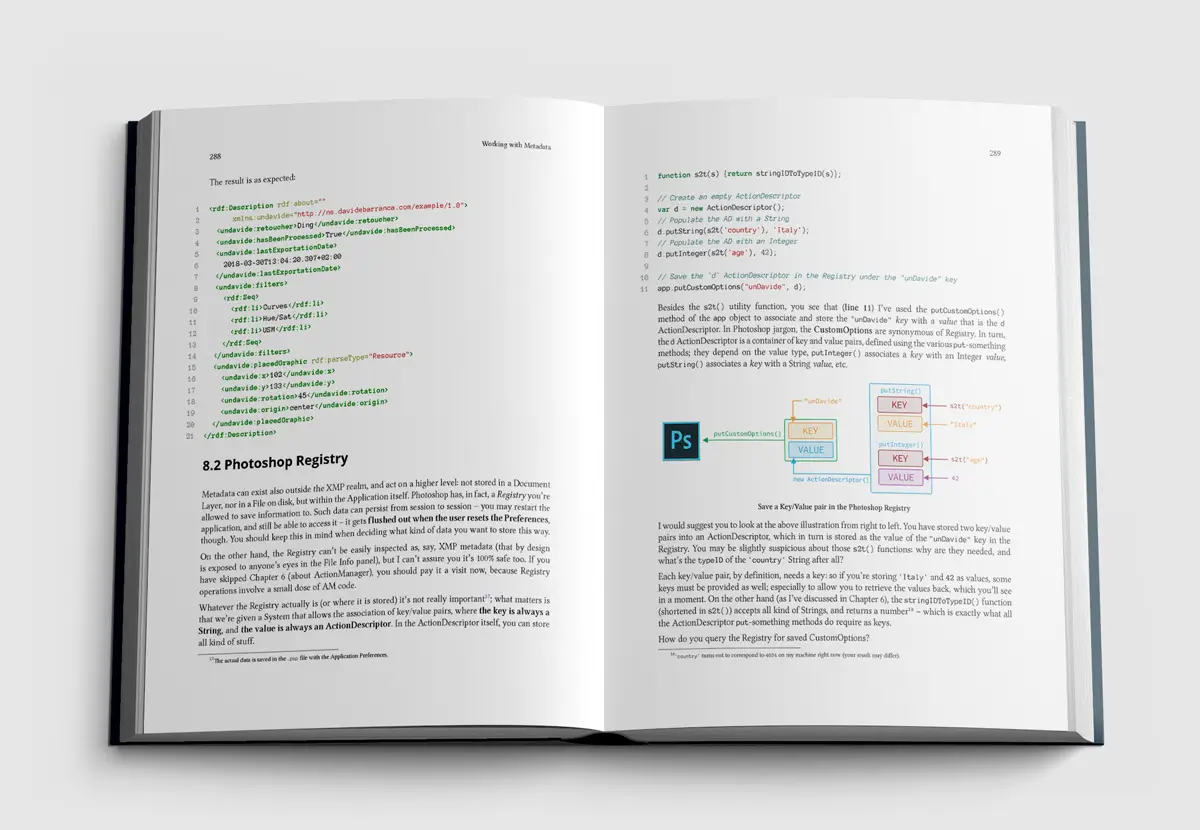 288
Working with Metadata
The result is as expected:
1 <rdf:Description rdf:about=""
2 xmlns:undavide="http://ns.davidebarranca.com/example/1.0">
3 <undavide:retoucher>Ding</undavide:retoucher>
4 <undavide:hasBeenProcessed>True</undavide:hasBeenProcessed>
5 <undavide:lastExportationDate>
6 2018-03-30T13:04:20.307+02:00
7 </undavide:lastExportationDate>
8 <undavide:filters>
9 <rdf:Seq>
10 <rdf:li>Curves</rdf:li>
11 <rdf:li>Hue/Sat</rdf:li>
12 <rdf:li>USM</rdf:li>
13 </rdf:Seq>
14 </undavide:filters>
15 <undavide:placedGraphic rdf:parseType="Resource">
16 <undavide:x>102</undavide:x>
17 <undavide:y>133</undavide:y>
18 <undavide:rotation>45</undavide:rotation>
19 <undavide:origin>center</undavide:origin>
20 </undavide:placedGraphic>
21 </rdf:Description>
8.2 Photoshop Registry
Metadata can exist also outside the XMP realm, and act on a higher level: not stored in a Document
Layer, nor in a File on disk, but within the Application itself. Photoshop has, in fact, a Registry you're
allowed to save information to. Such data can persist from session to session – you may restart the
application, and still be able to access it – it gets flushed out when the user resets the Preferences,
though. You should keep this in mind when deciding what kind of data you want to store this way.
On the other hand, the Registry can't be easily inspected as, say, XMP metadata (that by design
is exposed to anyone's eyes in the File Info panel), but I can't assure you it's 100% safe too. If you
have skipped Chapter 6 (about ActionManager), you should pay it a visit now, because Registry
operations involve a small dose of AM code.
Whatever the Registry actually is (or where it is stored) it's not really important¹⁷; what matters is
that we're given a System that allows the association of key/value pairs, where the key is always a
String, and the value is always an ActionDescriptor. In the ActionDescriptor itself, you can store
all kind of stuff.
¹⁷The actual data is saved in the .psp file with the Application Preferences.
289
1 function s2t(s) {return stringIDToTypeID(s)};
2
3 // Create an empty ActionDescriptor
4 var d = new ActionDescriptor();
5 // Populate the AD with a String
6 d.putString(s2t('country'), 'Italy');
7 // Populate the AD with an Integer
8 d.putInteger(s2t('age'), 42);
9
10 // Save the `d` ActionDescriptor in the Registry under the "unDavide" key
11 app.putCustomOptions("unDavide", d);
Besides the s2t() utility function, you see that (line 11) I've used the putCustomOptions()
method of the app object to associate and store the "unDavide" key with a value that is the d
ActionDescriptor. In Photoshop jargon, the CustomOptions are synonymous of Registry. In turn,
the d ActionDescriptor is a container of key and value pairs, defined using the various put-something
methods; they depend on the value type, putInteger() associates a key with an Integer value,
putString() associates a key with a String value, etc.
putString()
"unDavide"
KEY
s2t("country")
VALUE
"Italy"
Ps
putCustomOptions()
KEY
VALUE
putInteger()
KEY
s2t("age")
new ActionDescriptor()
VALUE
42
Save a Key/Value pair in the Photoshop Registry
I would suggest you to look at the above illustration from right to left. You have stored two key/value
pairs into an ActionDescriptor, which in turn is stored as the value of the "unDavide" key in the
Registry. You may be slightly suspicious about those s2t() functions: why are they needed, and
what's the typeID of the 'country' String after all?
Each key/value pair, by definition, needs a key: so if you're storing 'Italy' and 42 as values, some
keys must be provided as well; especially to allow you to retrieve the values back, which you'll see
in a moment. On the other hand (as I've discussed in Chapter 6), the stringIDToTypeID() function
(shortened in s2t()) accepts all kind of Strings, and returns a number¹⁸ – which is exactly what all
the ActionDescriptor put-something methods do require as keys.
How do you query the Registry for saved CustomOptions?
¹⁸'country' turns out to correspond to 4034 on my machine right now (your result may differ).